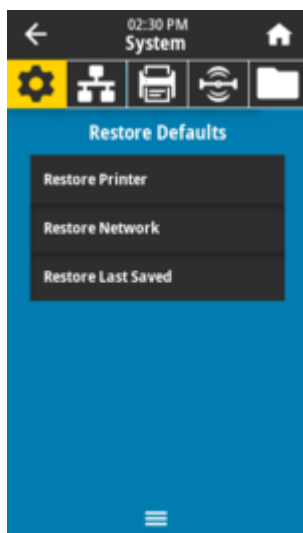 02:30 PM
System
Restore Defaults
Restore Printer
Restore Network
Restore Last Saved